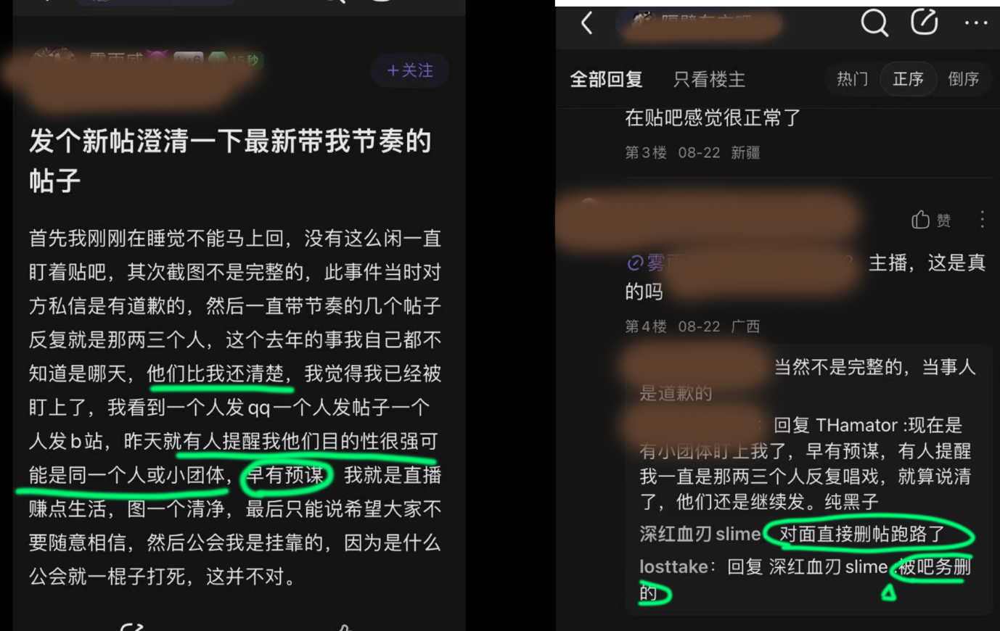 +关注
发个新帖澄清一下最新带我节奏的
帖子
首先我刚刚在睡觉不能马上回，没有这么闲一直
盯着贴吧，其次截图不是完整的，此事件当时对
方私信是有道歉的，然后一直带节奏的几个帖子
反复就是那两三个人，这个去年的事我自己都不
知道是哪天，他们比我还清楚，我觉得我已经被
盯上了，我看到一个人发qq一个人发帖子一个
人发b站，昨天就有人提醒我他们目的性很强可
能是同一个人或小团体，早有预谋 我就是直播
赚点生活，图一个清净，最后只能说希望大家不
要随意相信，然后公会我是挂靠的，因为是什么
公会就一棍子打死，这并不对。
全部回复 只看楼主 热门 正序 倒序
在贴吧感觉很正常了
第3楼 08-22 新疆
赞
雾雨 主播，这是真
的吗
第4楼 08-22 广西
: 当然不是完整的，当事人
是道歉的
: 回复 THamator :现在是
有小团体盯上我了，早有预谋，有人提醒
我一直是那两三个人反复唱戏，就算说清
了，他们还是继续发。纯黑子
深红血刃slime 对面直接删帖跑路了
losttake：回复 深红血刃slime :被吧务删
的